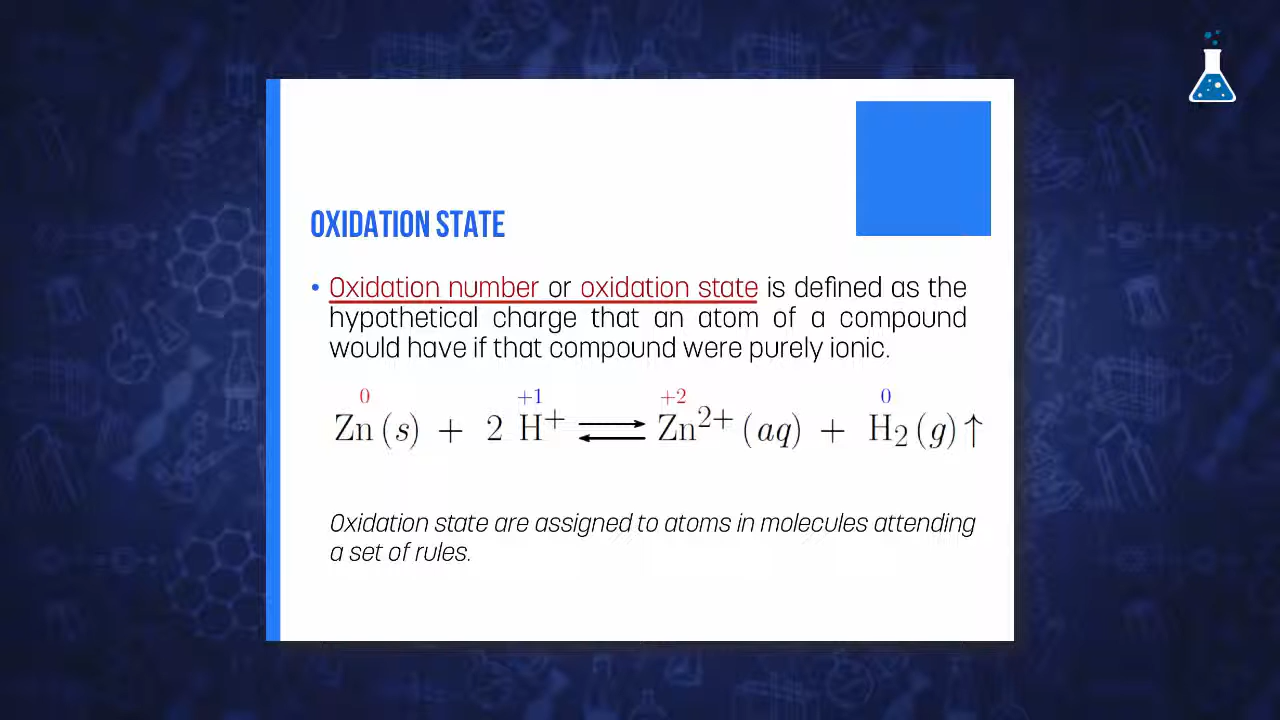 OXIDATION STATE
• Oxidation number or oxidation state is defined as the
hypothetical charge that an atom of a compound
would have if that compound were purely ionic.
0 +1 +2 0
Zn (s) + 2 H⁺ ⇌ Zn²⁺ (aq) + H₂ (g) ↑
Oxidation state are assigned to atoms in molecules attending
a set of rules.